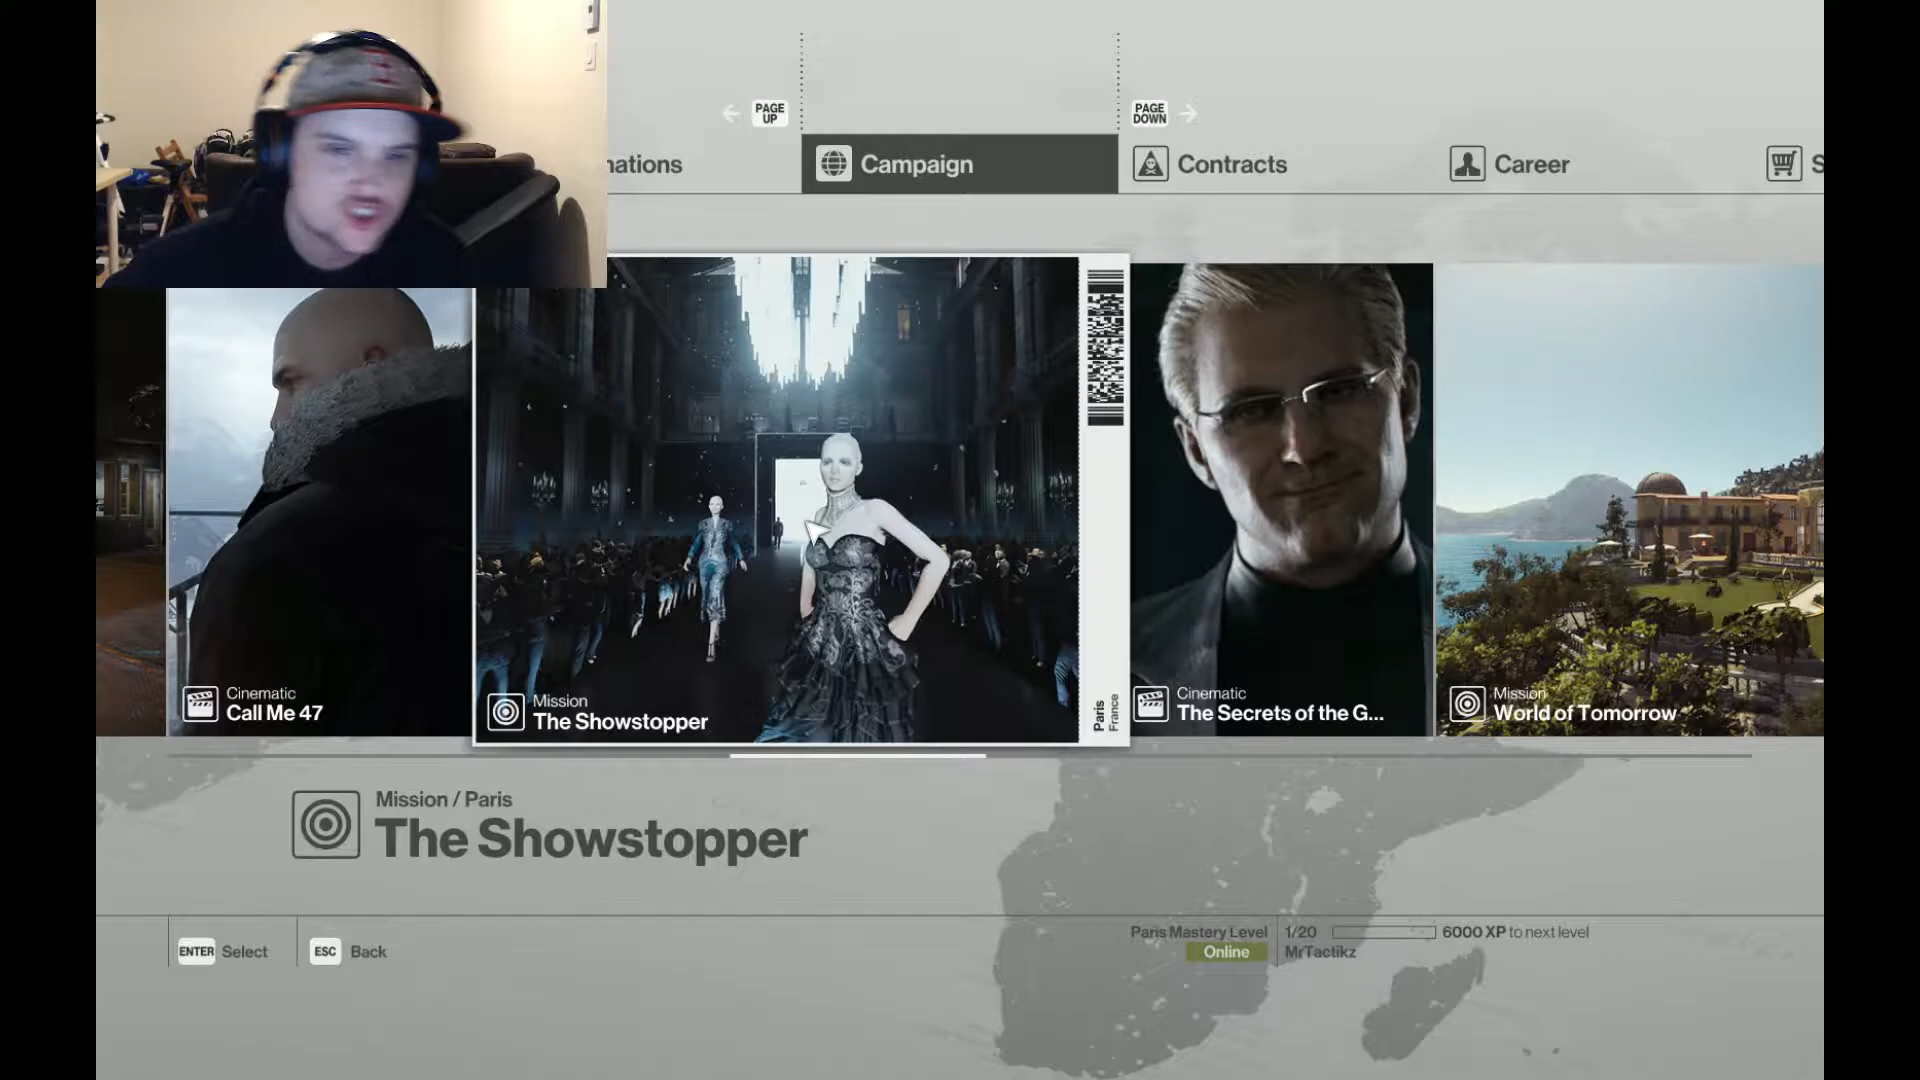 PAGE UP
PAGE DOWN
nations
Campaign
Contracts
Career
S
Cinematic
Call Me 47
Mission
The Showstopper
Paris
France
Cinematic
The Secrets of the G...
Mission
World of Tomorrow
Mission / Paris
The Showstopper
ENTER Select
ESC Back
Paris Mastery Level 1/20 6000 XP to next level
Online MrTactikz